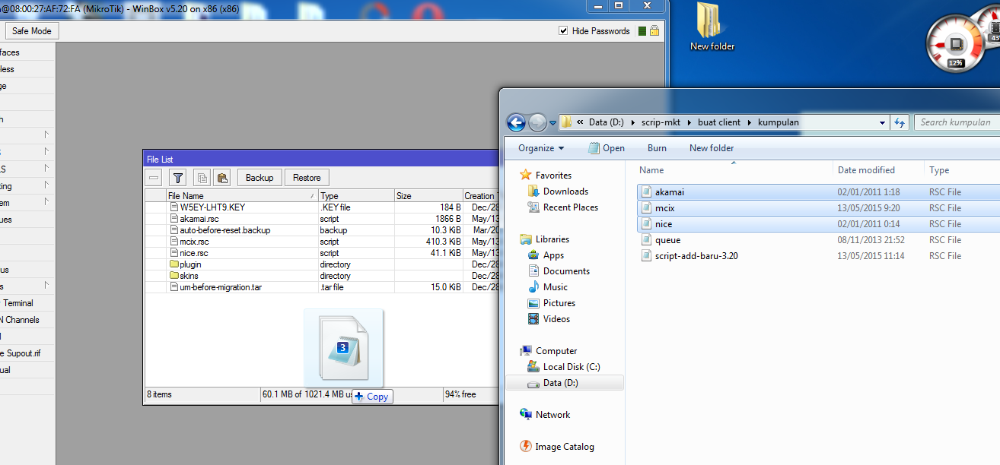 @08:00:27:AF:72:FA (MikroTik) - WinBox v5.20 on x86 (x86)
Safe Mode
Hide Passwords
faces
less
ge
h
S
LS
ting
em
ues
us
s
Terminal
N Channels
l
e Supout.rif
ual
New folder
12%
43
File List
Backup
Restore
File Name / Type Size Creation T
W5EY-LHT9.KEY .KEY file 184 B Dec/28
akamai.rsc script 1866 B May/13
auto-before-reset.backup backup 10.3 KiB Mar/20
mcix.rsc script 410.3 KiB May/13
nice.rsc script 41.1 KiB May/13
plugin directory Dec/28
skins directory Dec/28
um-before-migration.tar .tar file 15.0 KiB Dec/28
3
Copy
8 items 60.1 MB of 1021.4 MB us 94% free
« Data (D:) scrip-mkt buat client kumpulan
Search kumpulan
Organize Open Burn New folder
Favorites
Downloads
Recent Places
Libraries
Apps
Documents
Music
Pictures
Videos
Computer
Local Disk (C:)
Data (D:)
Network
Image Catalog
Name Date modified Type
akamai 02/01/2011 1:18 RSC File
mcix 13/05/2015 9:20 RSC File
nice 02/01/2011 0:14 RSC File
queue 08/11/2013 21:52 RSC File
script-add-baru-3.20 13/05/2015 11:14 RSC File